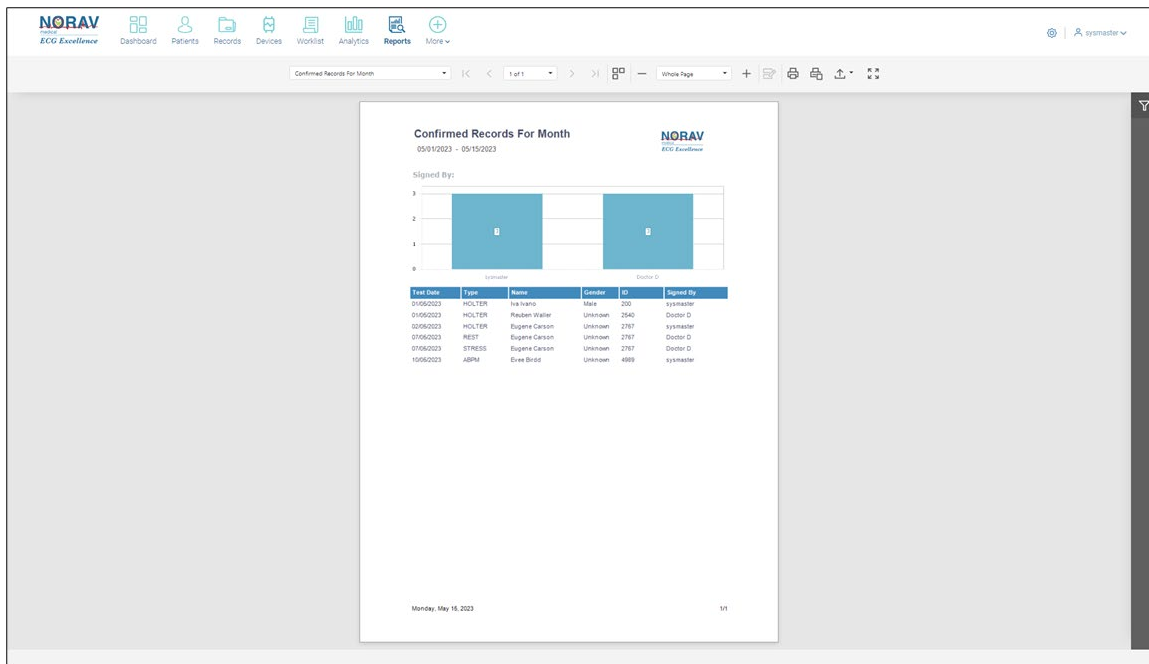 NORAV
medical
ECG Excellence
Dashboard Patients Records Devices Worklist Analytics Reports More
sysmaster
Confirmed Records For Month 1 of 1 Whole Page
Confirmed Records For Month
05/01/2023 - 05/15/2023
NORAV
medical
ECG Excellence
Signed By:
3
2
1
0
3 3
sysmaster Doctor D
Test Date Type Name Gender ID Signed By
01/05/2023 HOLTER Iva Ivano Male 200 sysmaster
01/05/2023 HOLTER Reuben Waller Unknown 2540 Doctor D
02/05/2023 HOLTER Eugene Carson Unknown 2767 sysmaster
07/05/2023 REST Eugene Carson Unknown 2767 Doctor D
07/05/2023 STRESS Eugene Carson Unknown 2767 Doctor D
10/05/2023 ABPM Evee Birdd Unknown 4989 sysmaster
Monday, May 15, 2023 1/1